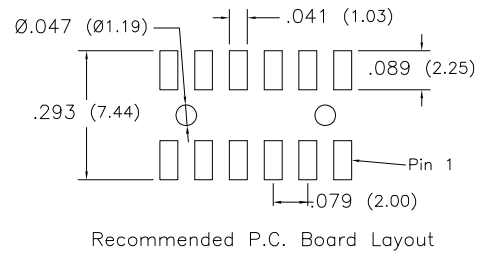 .041 (1.03)
Ø.047 (Ø1.19)
.089 (2.25)
.293 (7.44)
Pin 1
.079 (2.00)
Recommended P.C. Board Layout